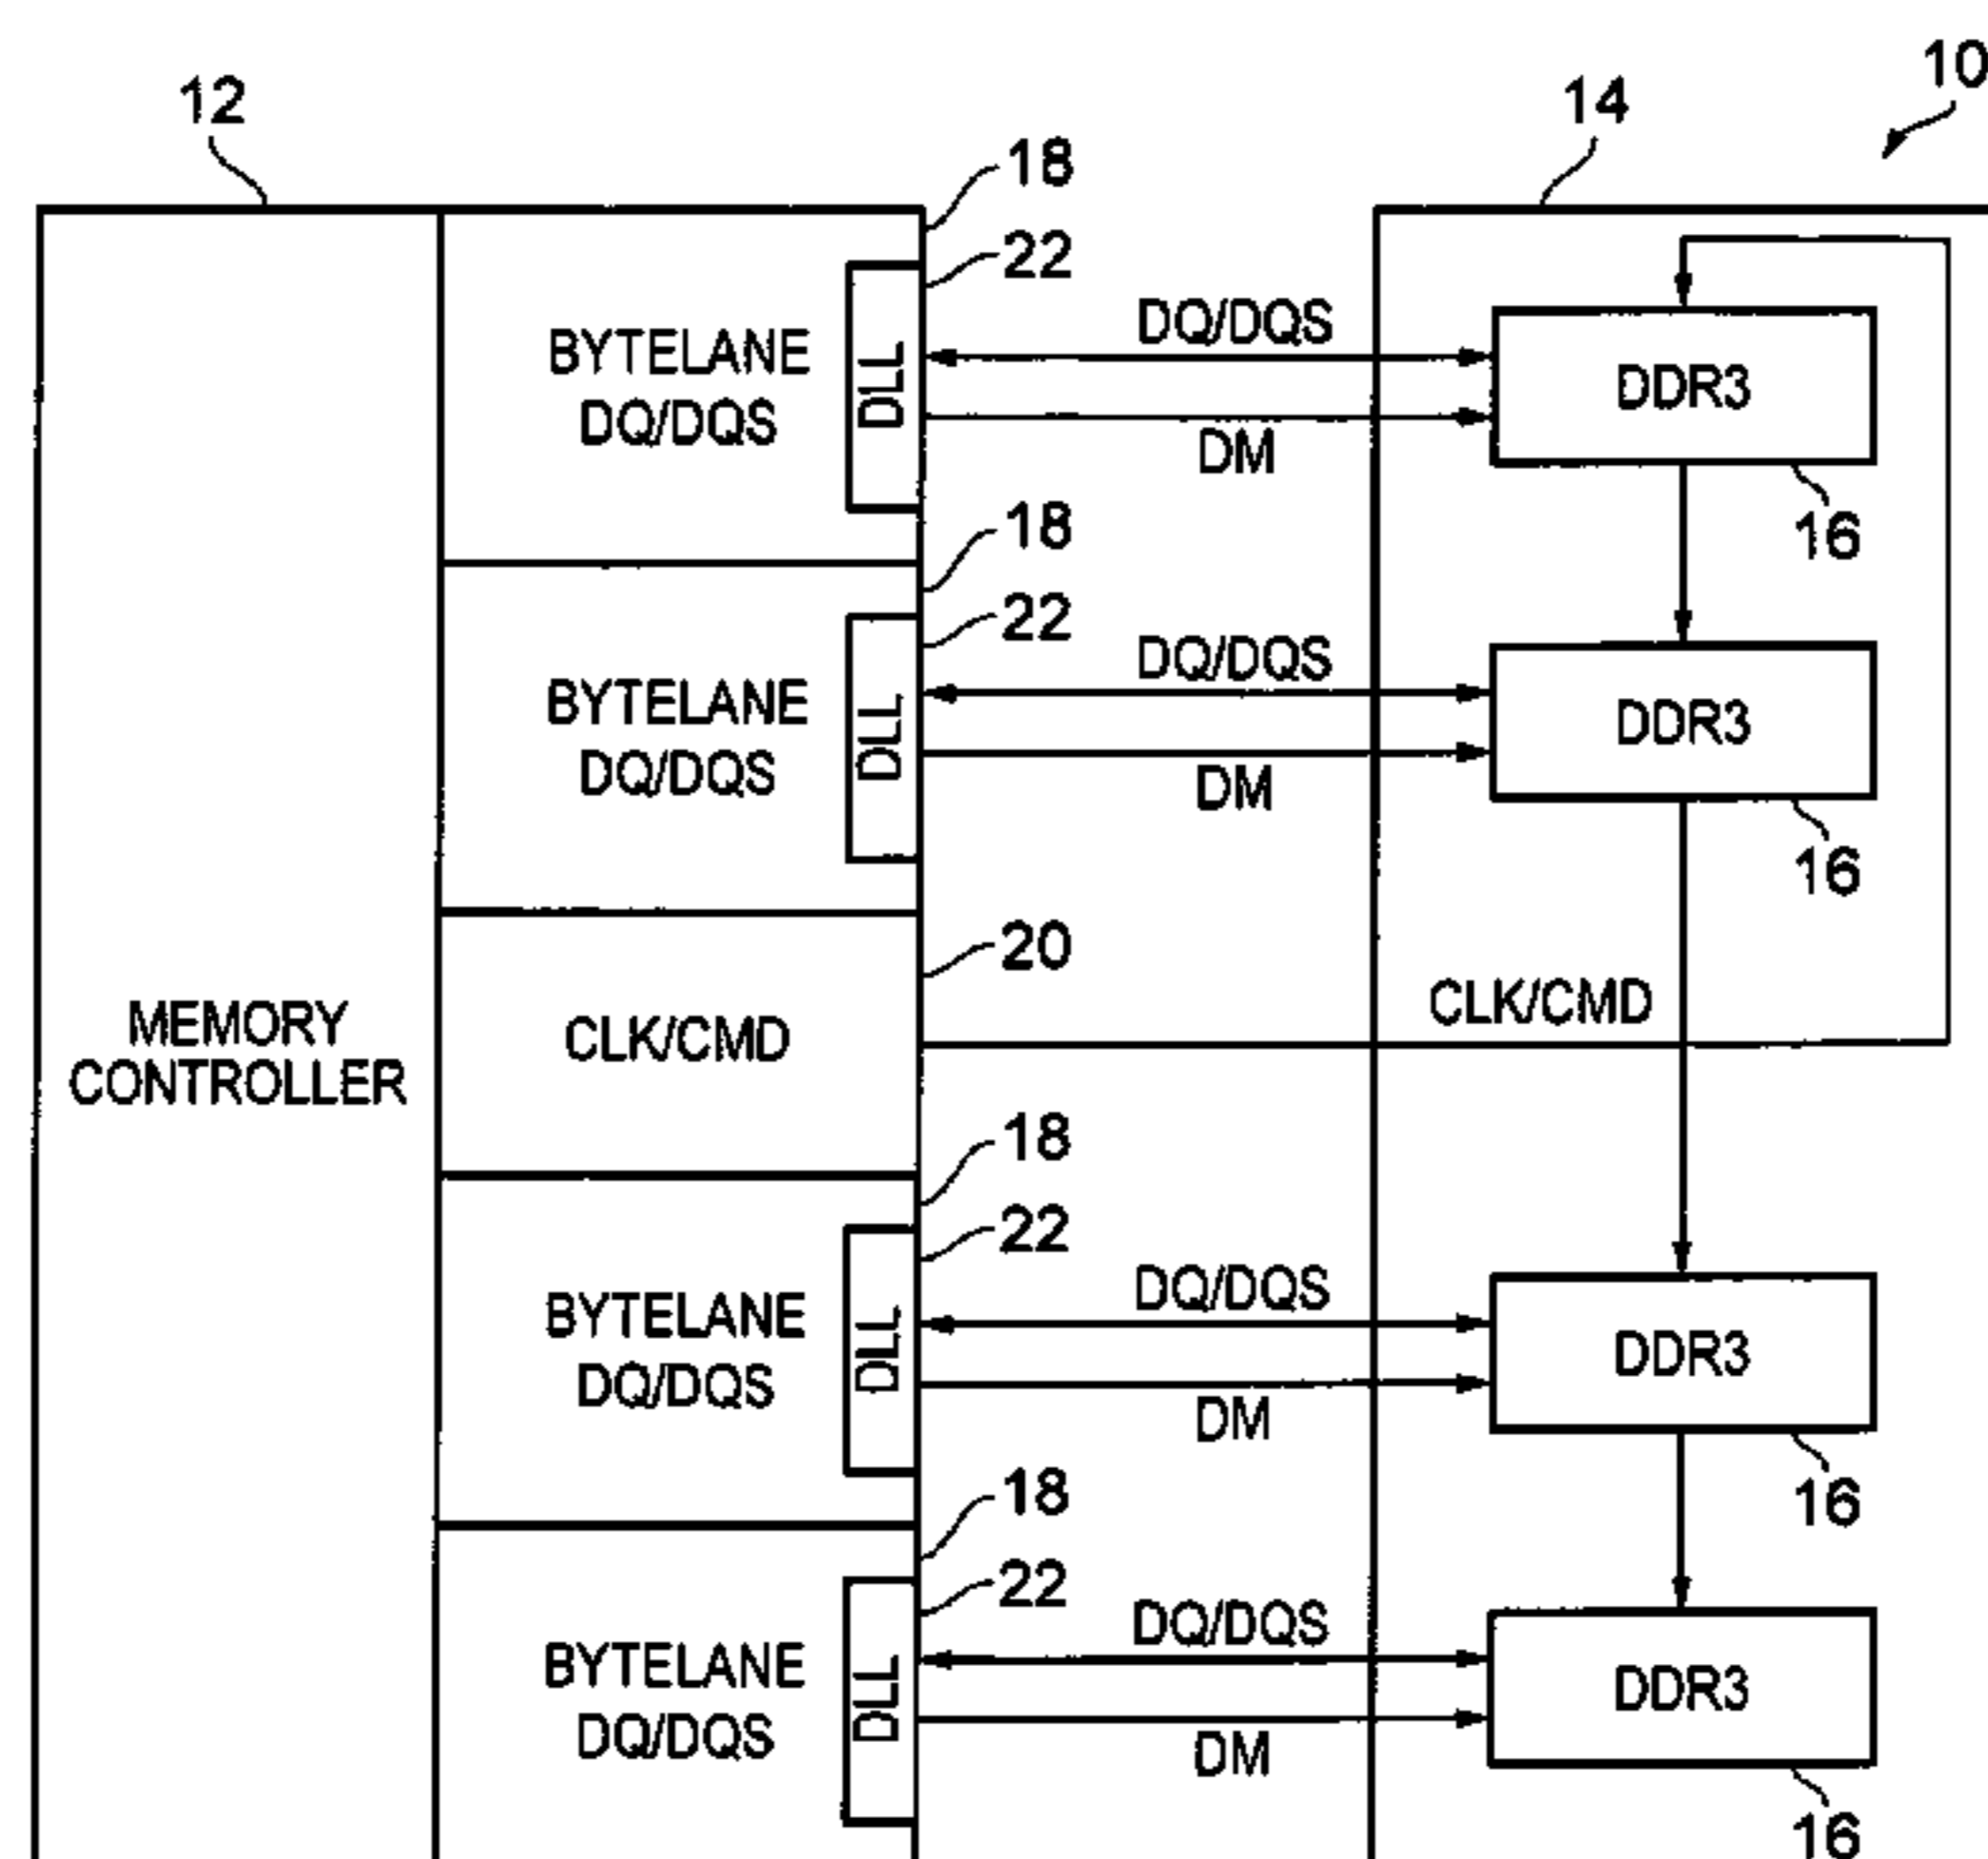 10
12
14
18
22
DQ/DQS
BYTELANE
DQ/DQS
DLL
DDR3
DM
16
18
22
DQ/DQS
BYTELANE
DQ/DQS
DLL
DDR3
DM
16
20
CLK/CMD
MEMORY
CONTROLLER
CLK/CMD
18
22
DQ/DQS
BYTELANE
DQ/DQS
DLL
DDR3
DM
16
18
22
DQ/DQS
BYTELANE
DQ/DQS
DLL
DDR3
DM
16